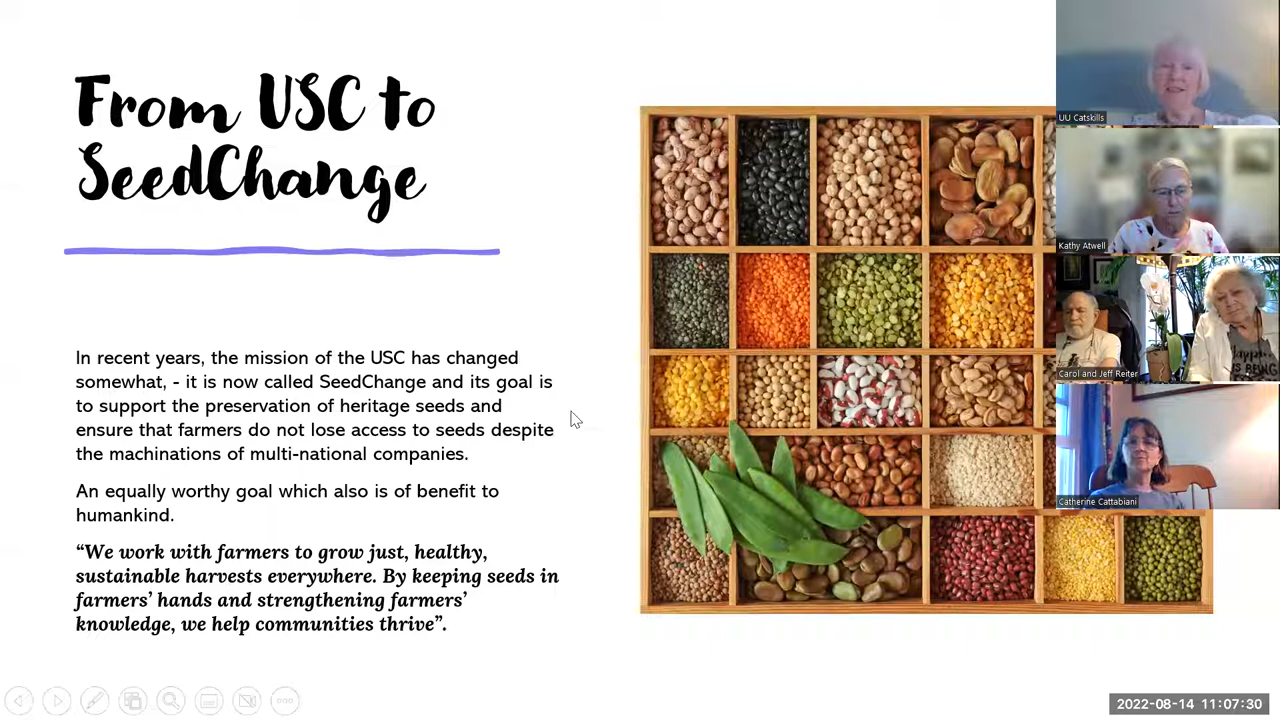 From USC to
SeedChange
In recent years, the mission of the USC has changed
somewhat, - it is now called SeedChange and its goal is
to support the preservation of heritage seeds and
ensure that farmers do not lose access to seeds despite
the machinations of multi-national companies.
An equally worthy goal which also is of benefit to
humankind.
“We work with farmers to grow just, healthy,
sustainable harvests everywhere. By keeping seeds in
farmers’ hands and strengthening farmers’
knowledge, we help communities thrive”.
UU Catskills
Kathy Atwell
Carol and Jeff Reiter
Catherine Cattabiani
2022-08-14 11:07:30